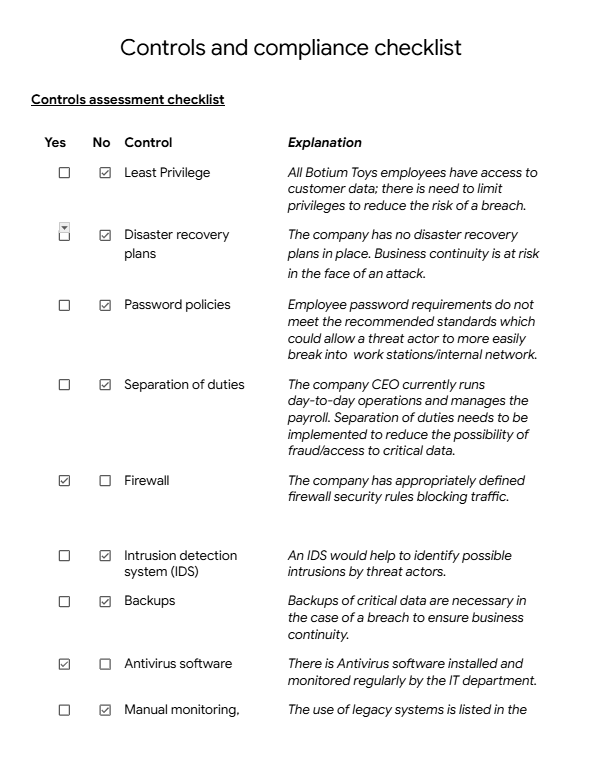 Controls and compliance checklist
Controls assessment checklist
Yes No Control Explanation
Least Privilege All Botium Toys employees have access to
customer data; there is need to limit
privileges to reduce the risk of a breach.
Disaster recovery The company has no disaster recovery
plans in place. Business continuity is at risk
plans
in the face of an attack.
Password policies Employee password requirements do not
meet the recommended standards which
could allow a threat actor to more easily
break into work stations/internal network.
Separation of duties The company CEO currently runs
day-to-day operations and manages the
payroll. Separation of duties needs to be
implemented to reduce the possibility of
fraud/access to critical data.
Firewall The company has appropriately defined
firewall security rules blocking traffic.
Intrusion detection An IDS would help to identify possible
system (IDS) intrusions by threat actors.
Backups Backups of critical data are necessary in
the case of a breach to ensure business
continuity.
Antivirus software There is Antivirus software installed and
monitored regularly by the IT department.
Manual monitoring, The use of legacy systems is listed in the